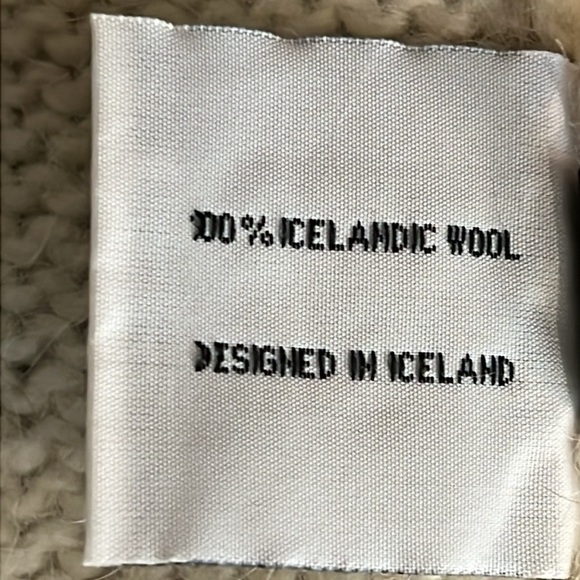 100 % ICELANDIC WOOL
DESIGNED IN ICELAND